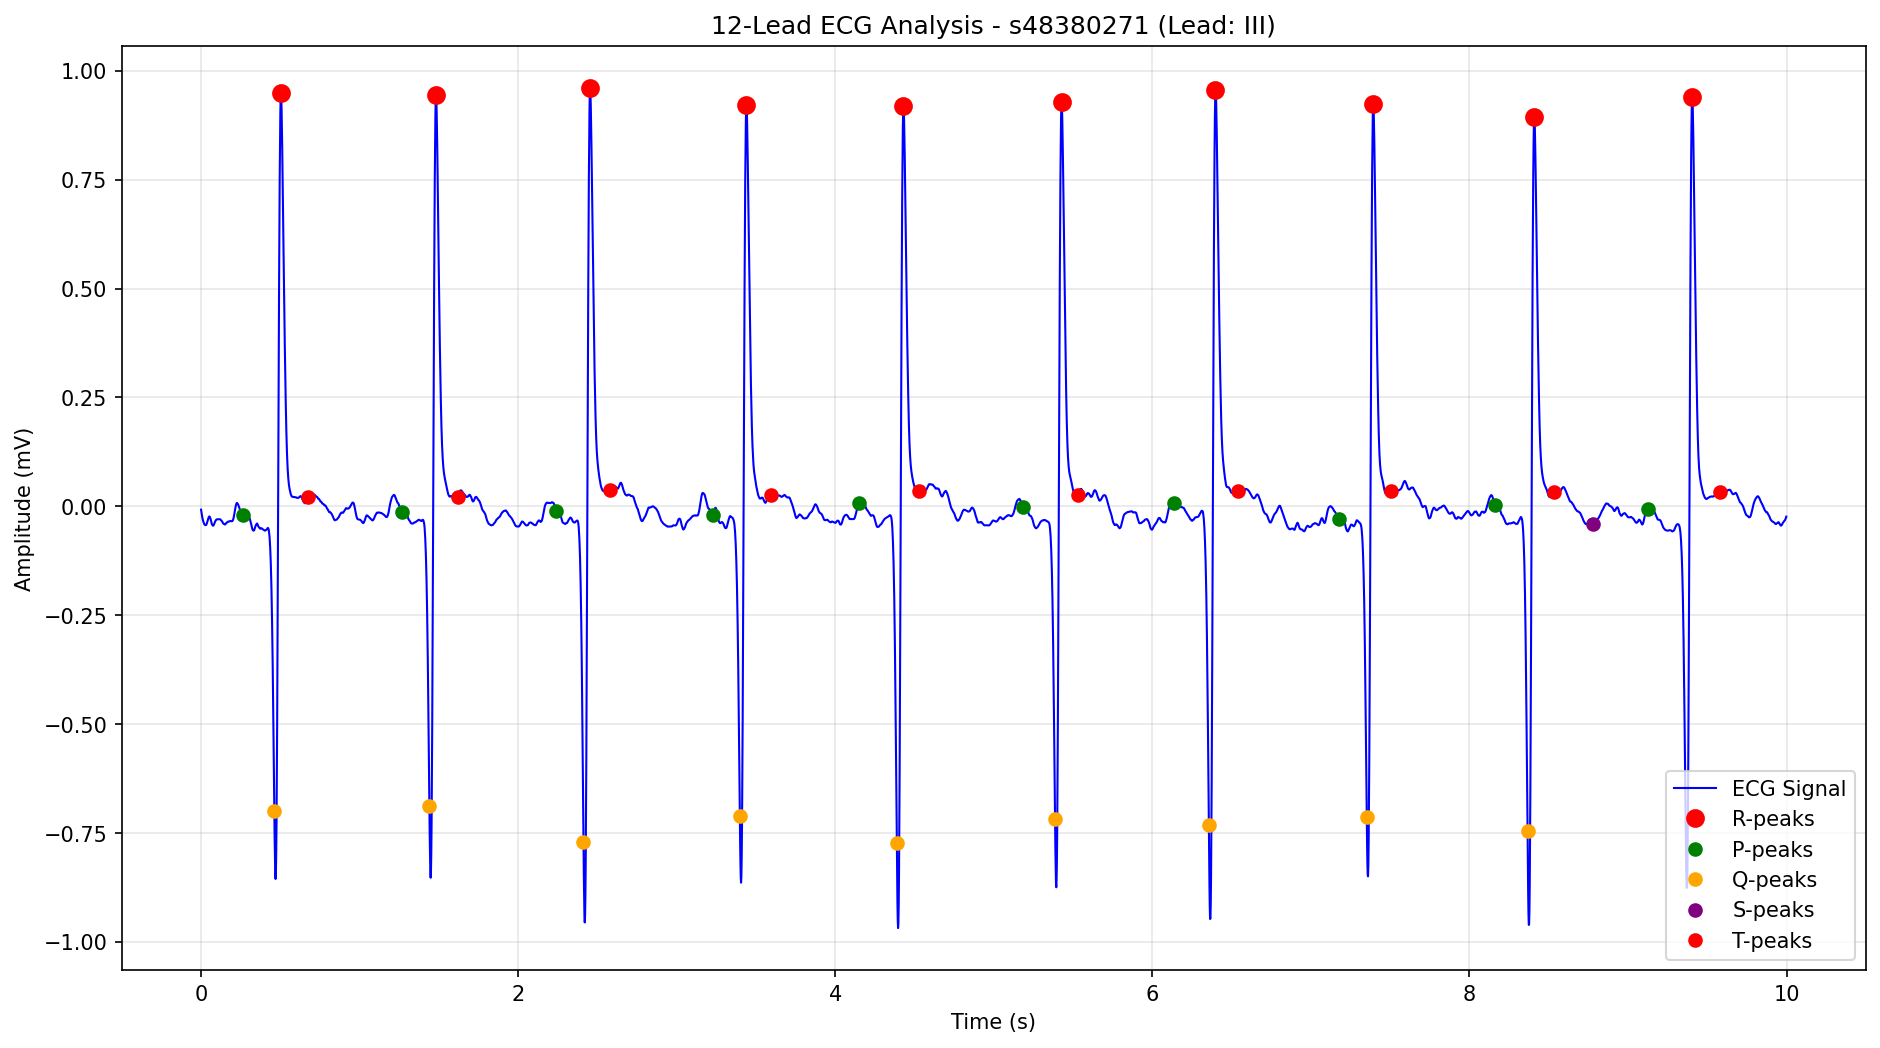 12-Lead ECG Analysis - s48380271 (Lead: III)
Amplitude (mV)
1.00
0.75
0.50
0.25
0.00
−0.25
−0.50
−0.75
−1.00
ECG Signal
R-peaks
P-peaks
Q-peaks
S-peaks
T-peaks
0 2 4 6 8 10
Time (s)